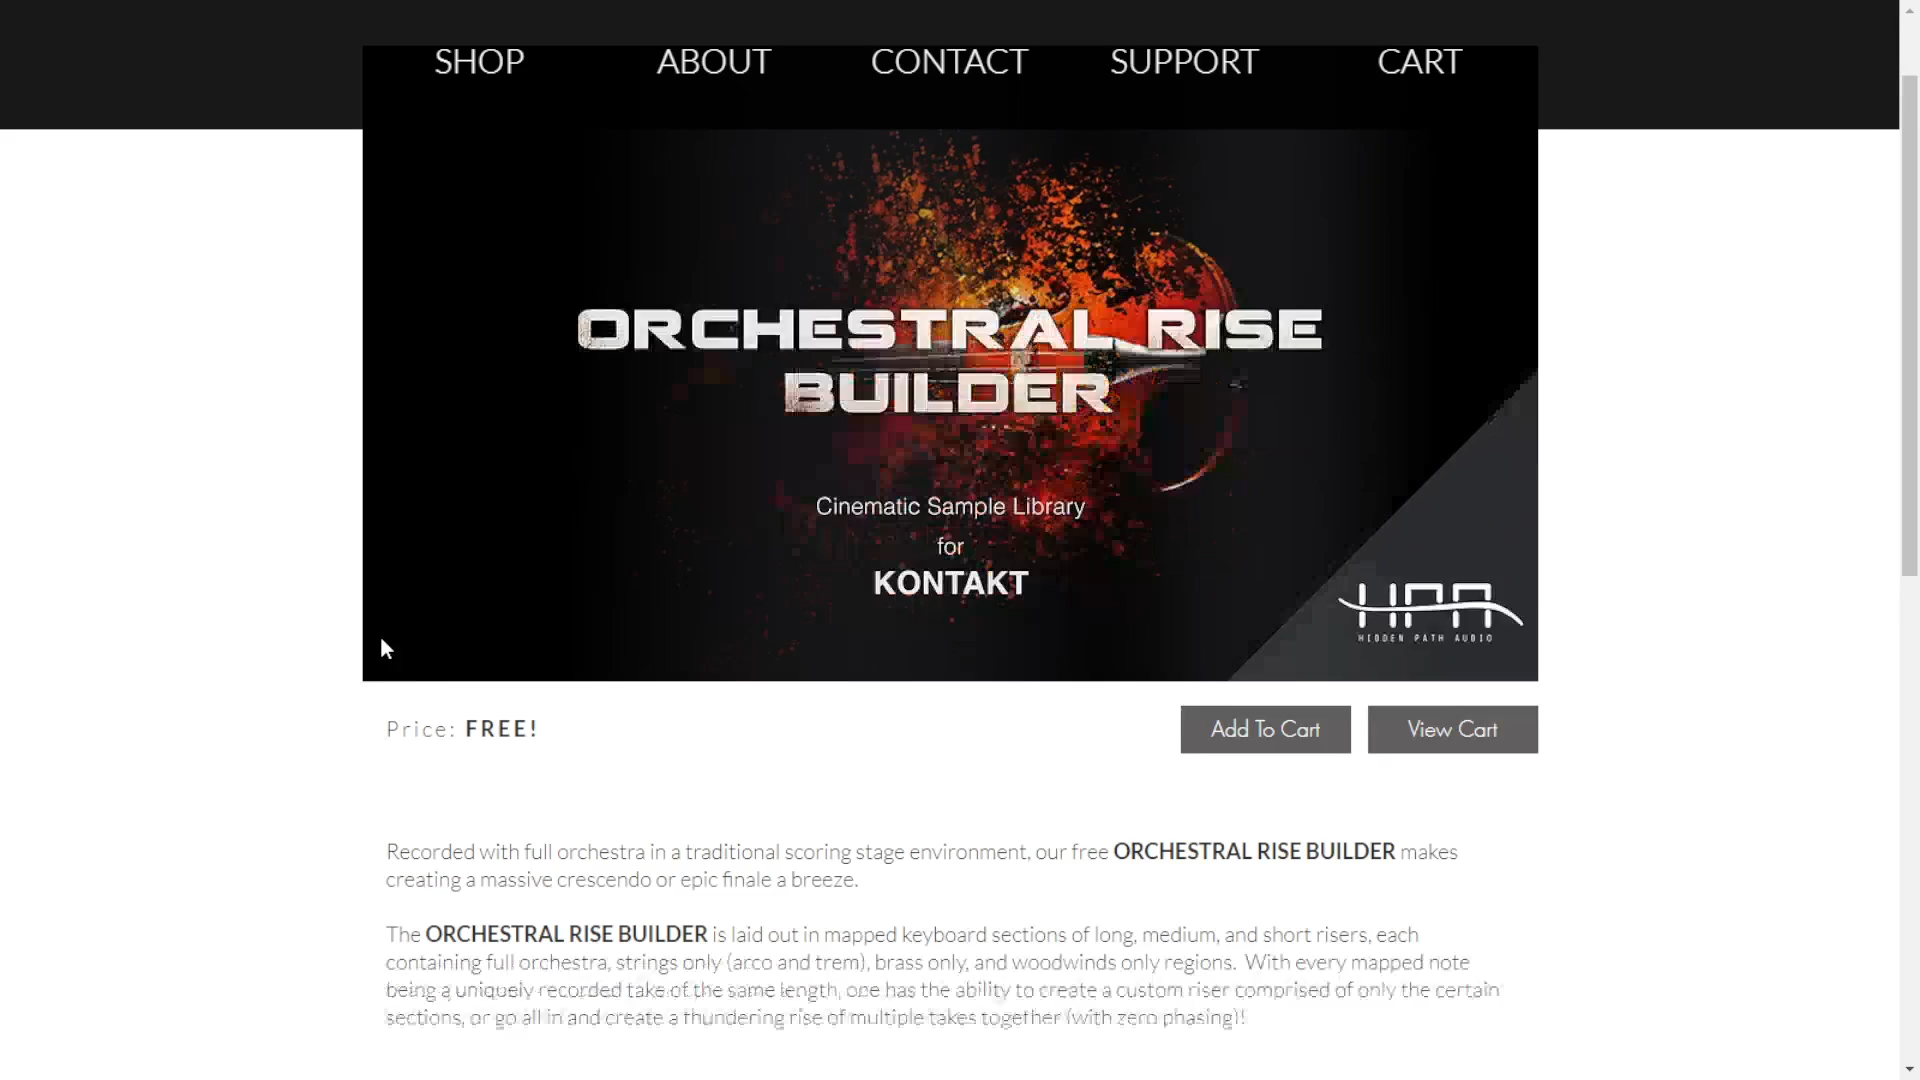 SHOP ABOUT CONTACT SUPPORT CART
ORCHESTRAL RISE
BUILDER
Cinematic Sample Library
for
KONTAKT
HPA
HIDDEN PATH AUDIO
Price: FREE!
Add To Cart
View Cart
Recorded with full orchestra in a traditional scoring stage environment, our free ORCHESTRAL RISE BUILDER makes
creating a massive crescendo or epic finale a breeze.
The ORCHESTRAL RISE BUILDER is laid out in mapped keyboard sections of long, medium, and short risers, each
containing full orchestra, strings only (arco and trem), brass only, and woodwinds only regions. With every mapped note
being a uniquely recorded take of the same length, one has the ability to create a custom riser comprised of only the certain
sections, or go all in and create a thundering rise of multiple takes together (with zero phasing)!